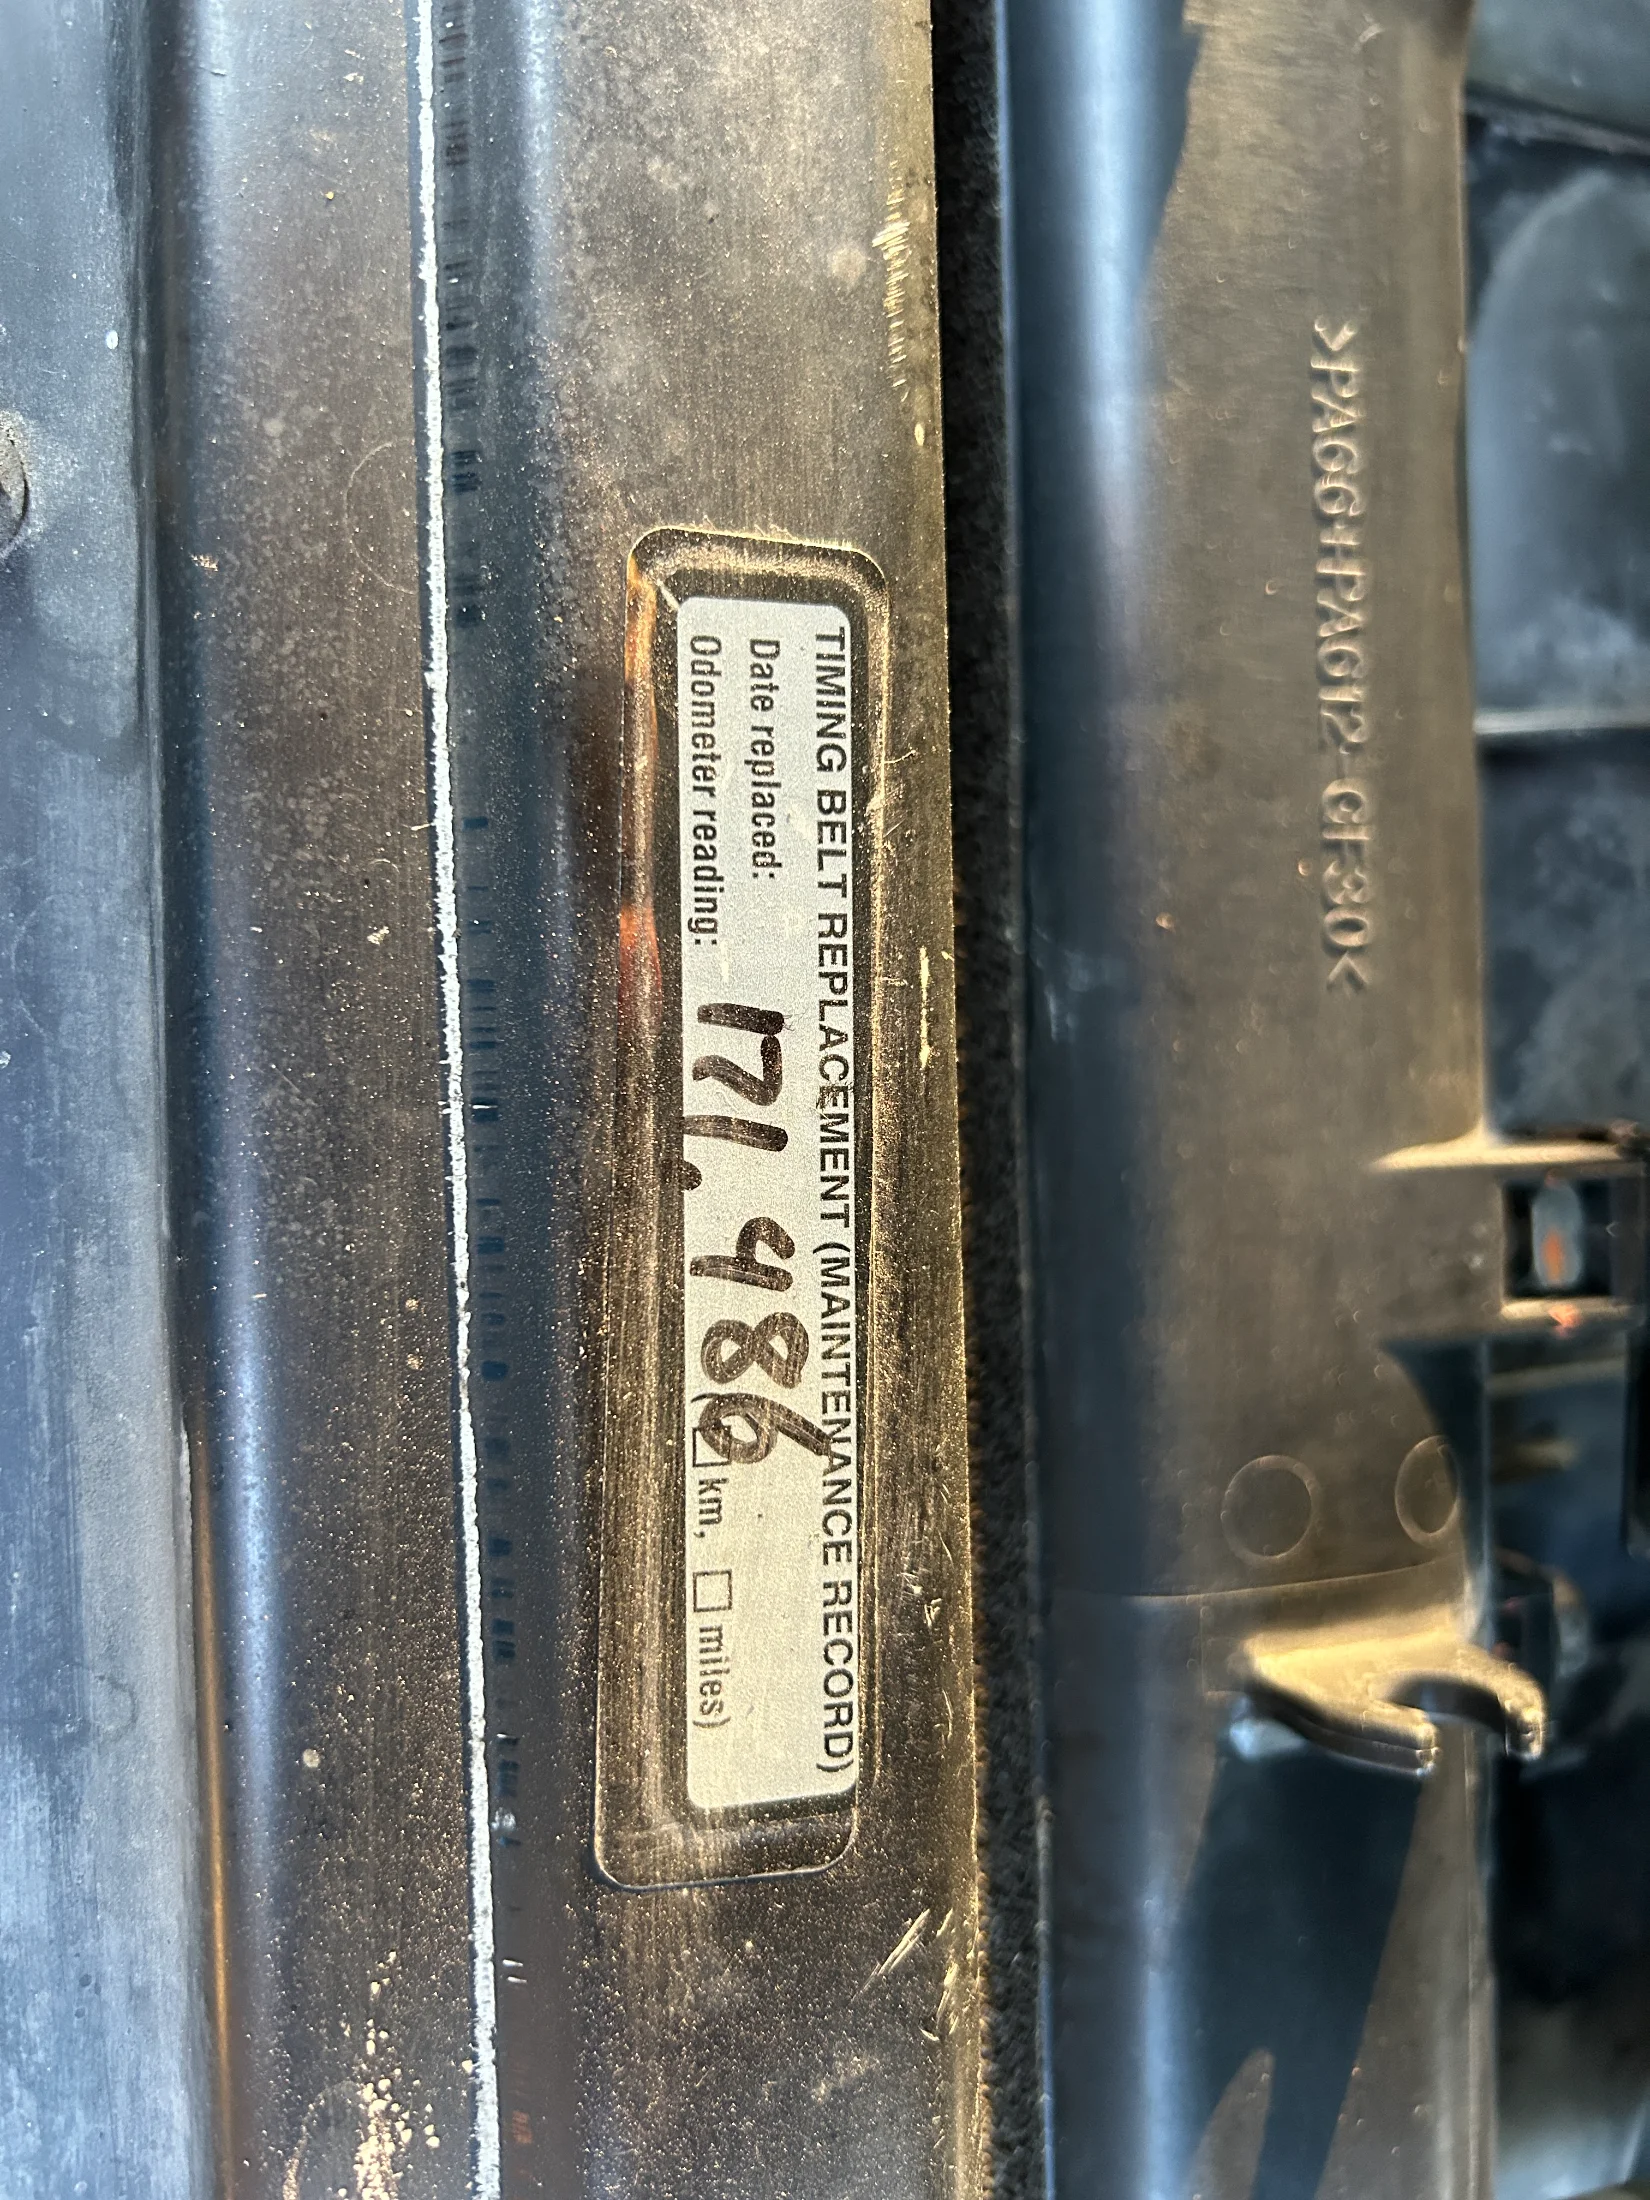 TIMING BELT REPLACEMENT (MAINTENANCE RECORD)
Date replaced:
Odometer reading: 171,486 (☐ km, ☐ miles)
>PA66+PA612-GF30<